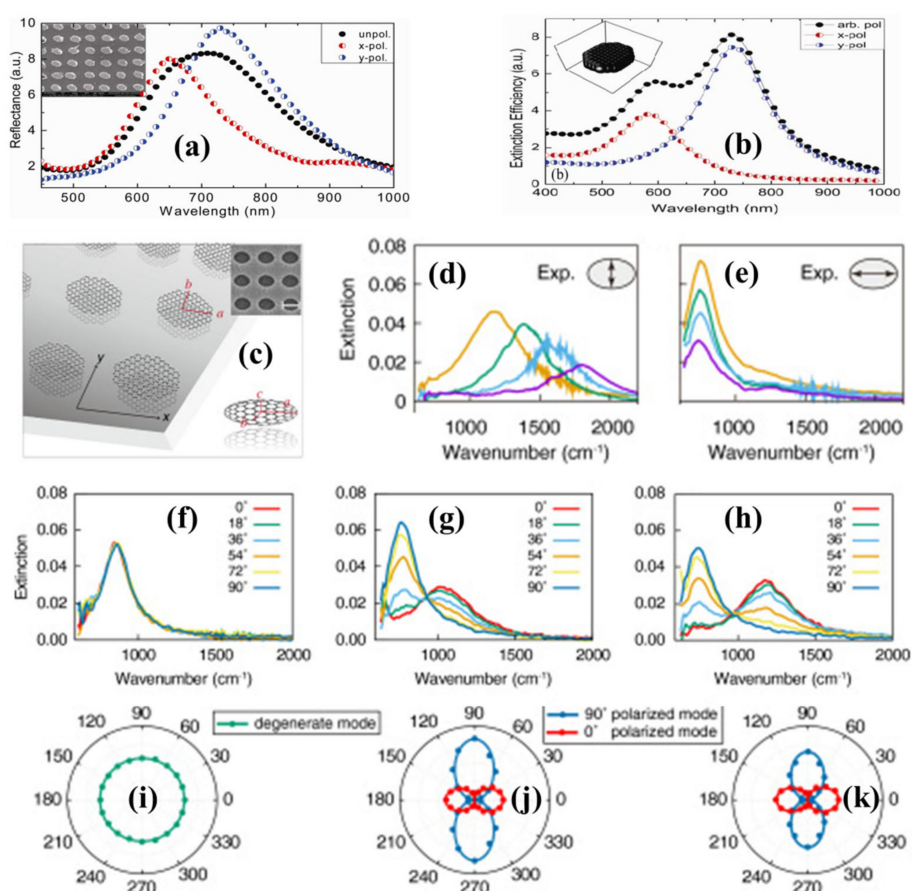 10
8
6
4
2
Reflectance (a.u.)
unpol.
x-pol.
y-pol.
(a)
500 600 700 800 900 1000
Wavelength (nm)
8
6
4
2
0
Extinction Efficiency (a.u.)
arb. pol
x-pol
y-pol
(b)
(b)
400 500 600 700 800 900 1000
Wavelength (nm)
b
a
(c)
y
x
c
a
b
0.08
0.06
0.04
0.02
0
Extinction
(d)
Exp.
1000 1500 2000
Wavenumber (cm-1)
(e)
Exp.
1000 1500 2000
Wavenumber (cm-1)
0.08
0.06
0.04
0.02
0.00
Extinction
(f)
0°
18°
36°
54°
72°
90°
1000 1500 2000
Wavenumber (cm-1)
0.08
0.06
0.04
0.02
0.00
(g)
0°
18°
36°
54°
72°
90°
1000 1500 2000
Wavenumber (cm-1)
0.08
0.06
0.04
0.02
0.00
(h)
0°
18°
36°
54°
72°
90°
1000 1500 2000
Wavenumber (cm-1)
degenerate mode
90
120 60
150 30
180 (i) 0
210 330
240 300
270
90° polarized mode
0° polarized mode
90
120 60
150 30
180 (j) 0
210 330
240 300
270
90
120 60
150 30
180 (k) 0
210 330
240 300
270